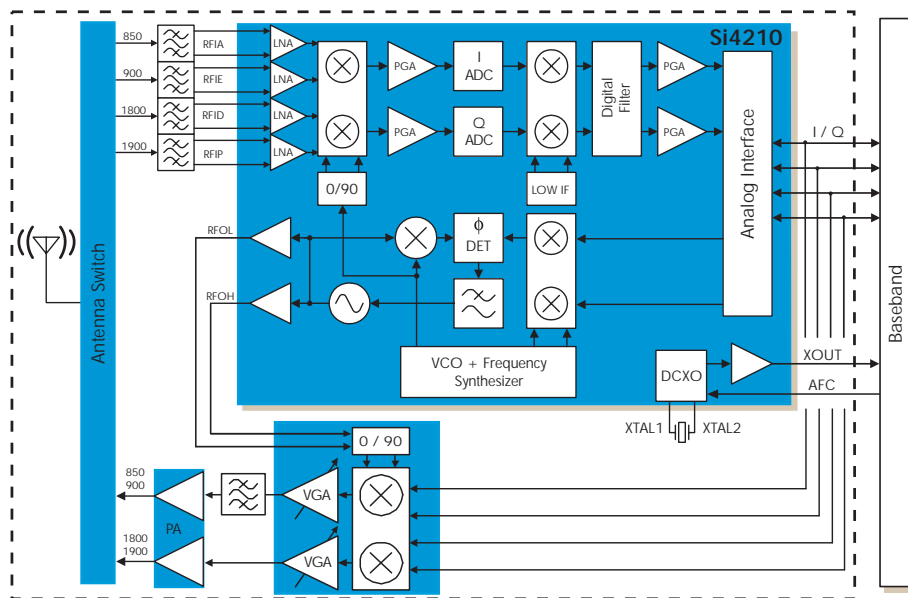 Si4210
850
RFIA
LNA
900
RFIE
LNA
1800
RFID
LNA
1900
RFIP
LNA
PGA
I
ADC
PGA
Q
ADC
Digital
Filter
PGA
PGA
Analog Interface
I / Q
0/90
LOW IF
RFOL
RFOH
ϕ
DET
VCO + Frequency
Synthesizer
DCXO
XOUT
AFC
XTAL1
XTAL2
Antenna Switch
Baseband
0 / 90
850
900
VGA
PA
1800
1900
VGA